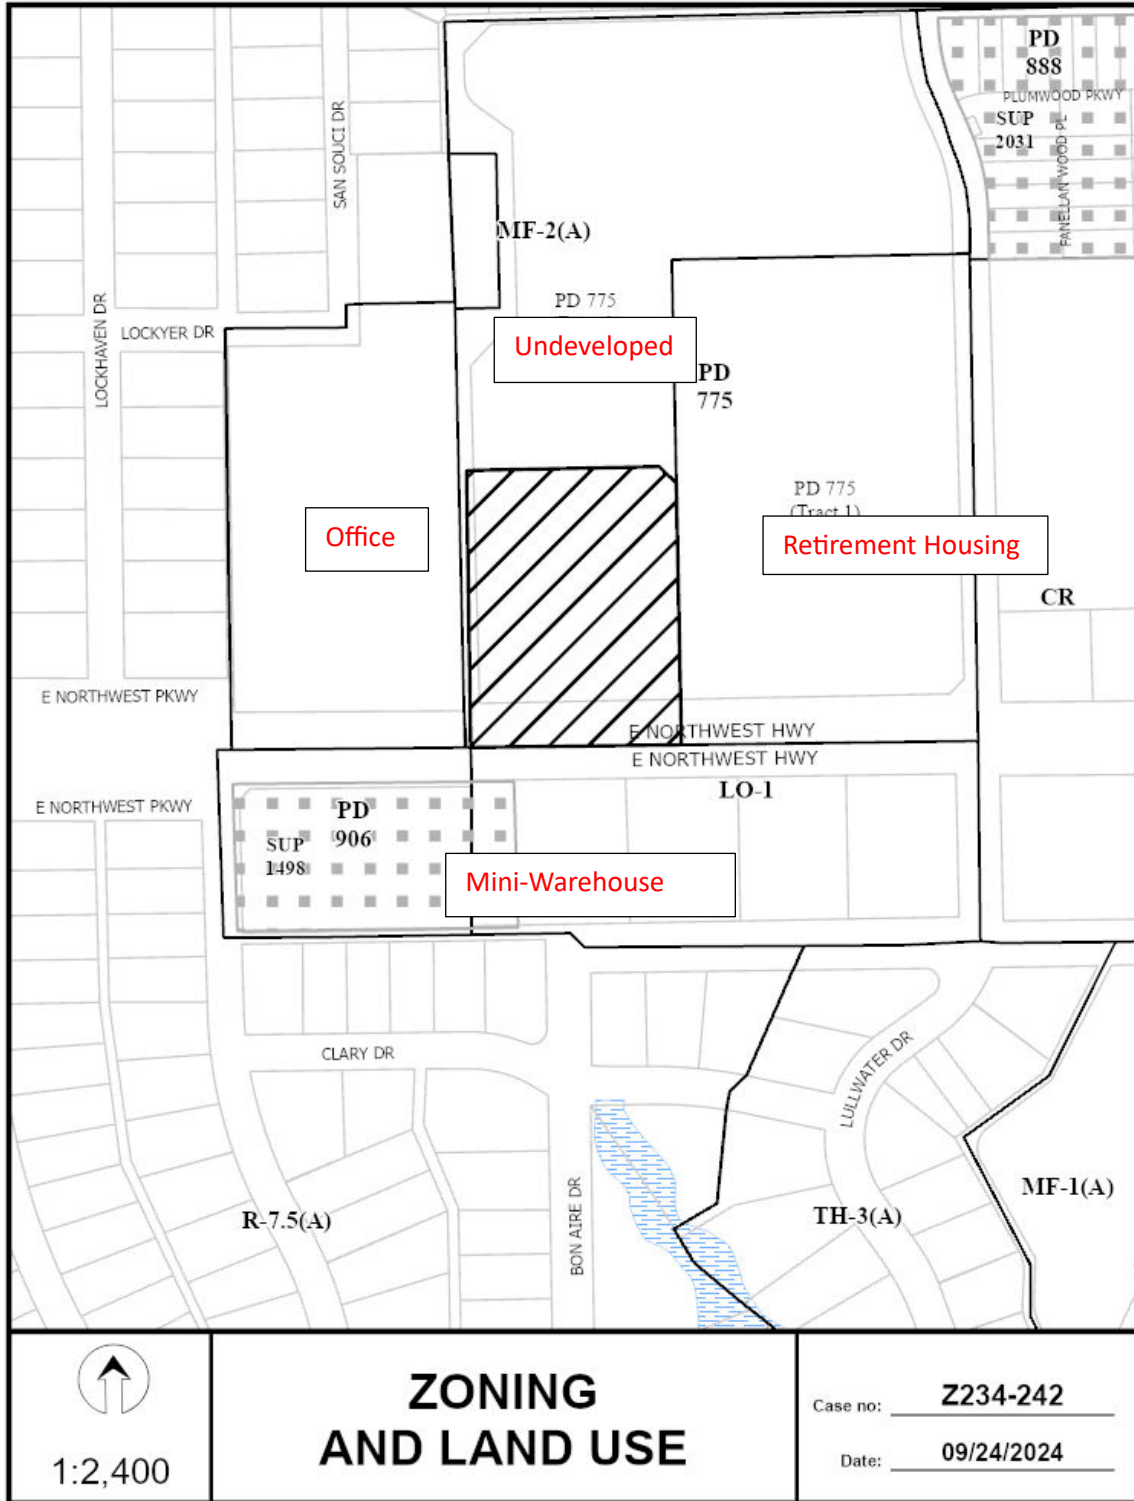 PD
888
PLUMWOOD PKWY
SUP
2031
FANELLAN WOOD PL
SAN SOUCI DR
MF-2(A)
LOCKHAVEN DR
LOCKYER DR
PD 775
Undeveloped
PD
775
PD 775
(Tract 1)
Office
Retirement Housing
CR
E NORTHWEST PKWY
E NORTHWEST HWY
E NORTHWEST HWY
LO-1
E NORTHWEST PKWY
PD
906
SUP
1498
Mini-Warehouse
CLARY DR
LULLWATER DR
BON AIRE DR
R-7.5(A)
TH-3(A)
MF-1(A)
1:2,400
ZONING
AND LAND USE
Case no: Z234-242
Date: 09/24/2024